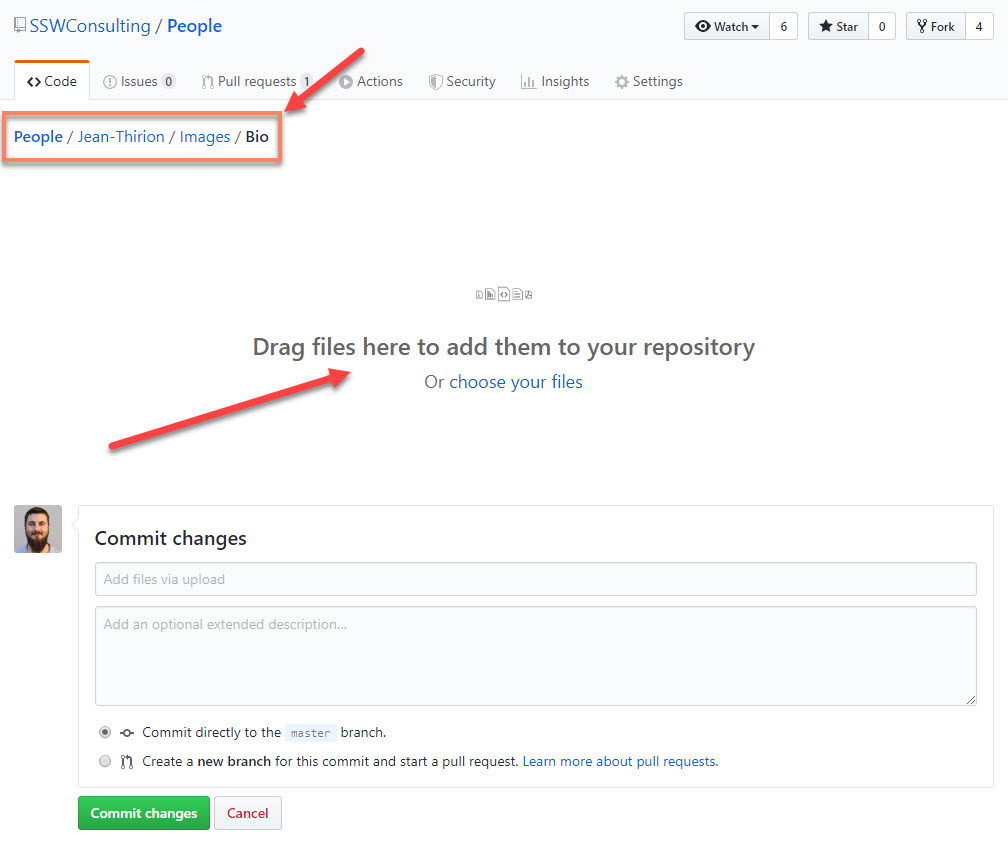 SSWConsulting / People
Watch 6 Star 0 Fork 4
Code Issues 0 Pull requests 1 Actions Security Insights Settings
People / Jean-Thirion / Images / Bio
Drag files here to add them to your repository
Or choose your files
Commit changes
Add files via upload
Add an optional extended description...
Commit directly to the master branch.
Create a new branch for this commit and start a pull request. Learn more about pull requests.
Commit changes Cancel